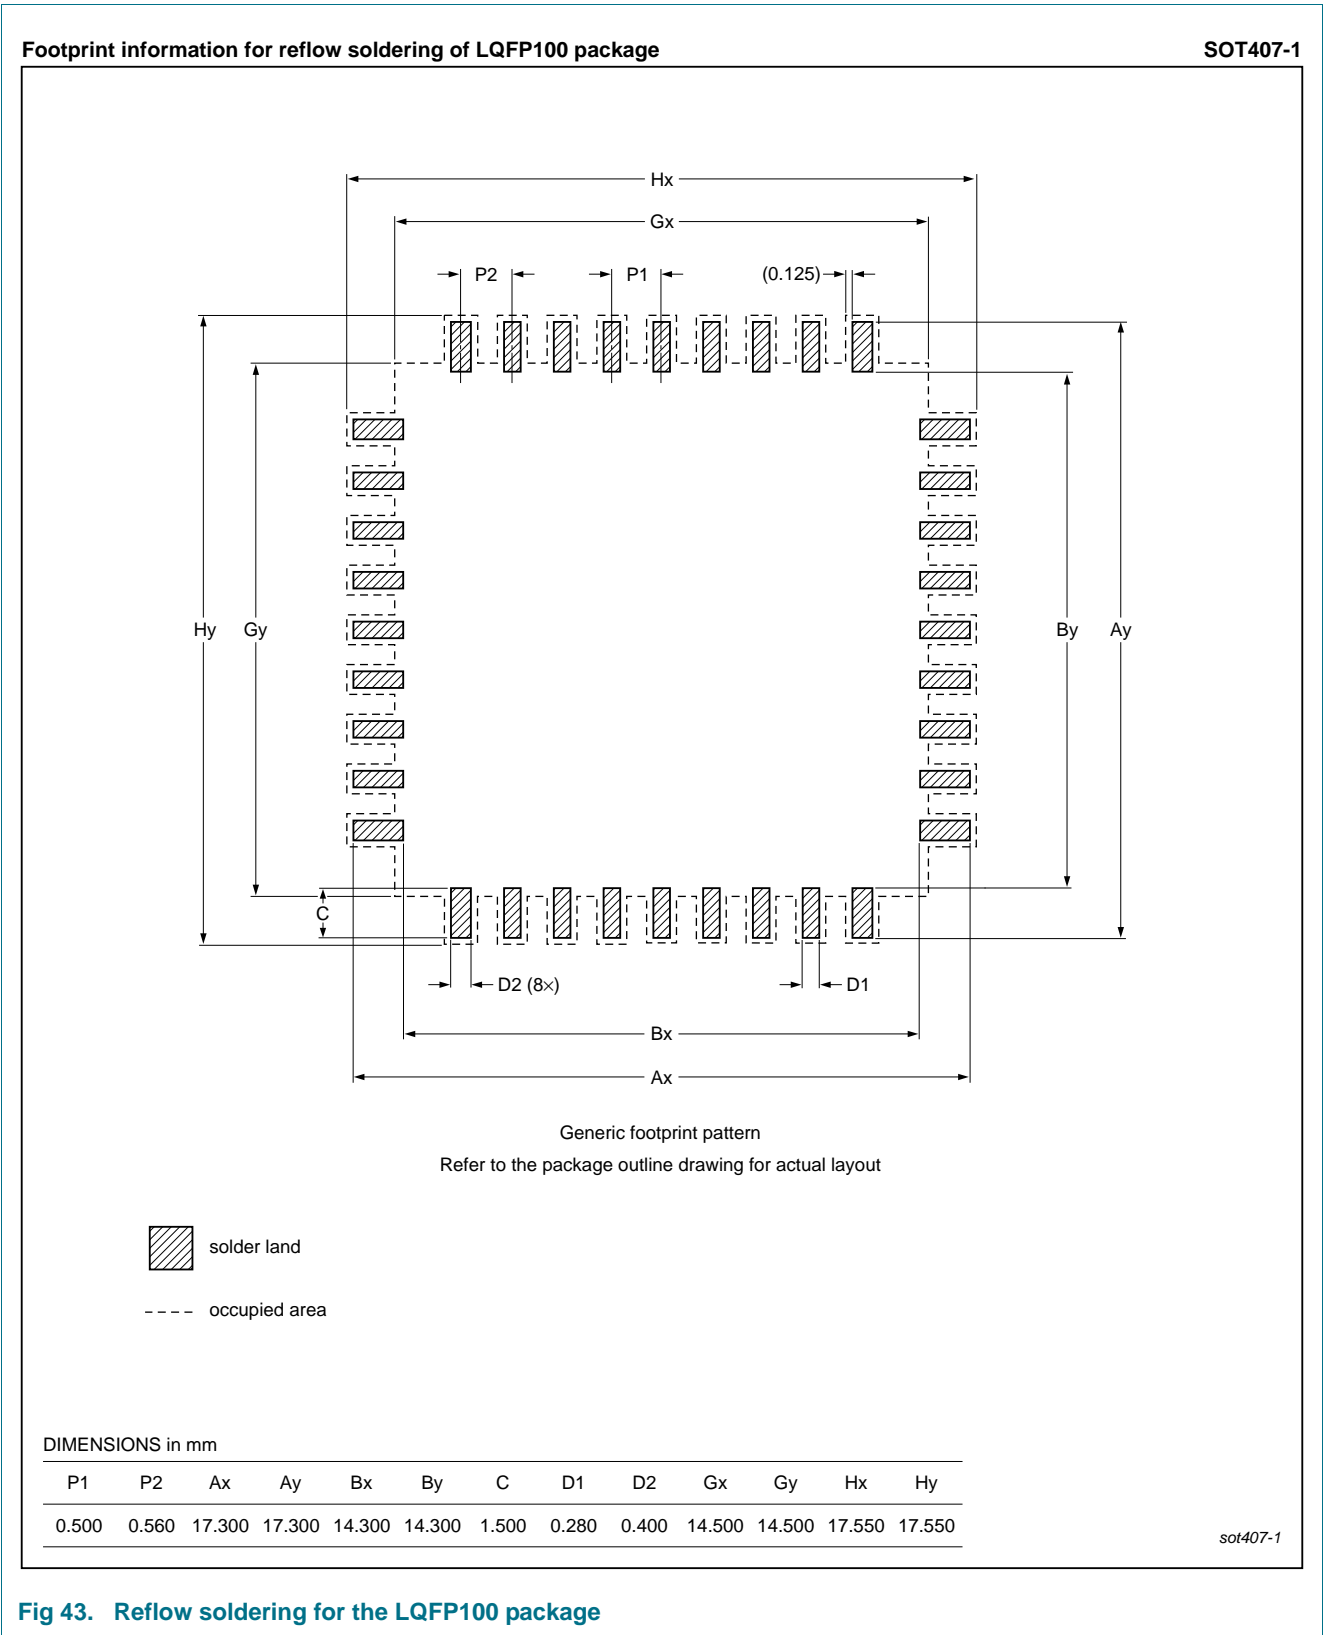 Footprint information for reflow soldering of LQFP100 package SOT407-1
Hx
Gx
P2 P1 (0.125)
Hy Gy By Ay
C
D2 (8×) D1
Bx
Ax
Generic footprint pattern
Refer to the package outline drawing for actual layout
solder land
occupied area
DIMENSIONS in mm
P1 P2 Ax Ay Bx By C D1 D2 Gx Gy Hx Hy
0.500 0.560 17.300 17.300 14.300 14.300 1.500 0.280 0.400 14.500 14.500 17.550 17.550
sot407-1
Fig 43. Reflow soldering for the LQFP100 package